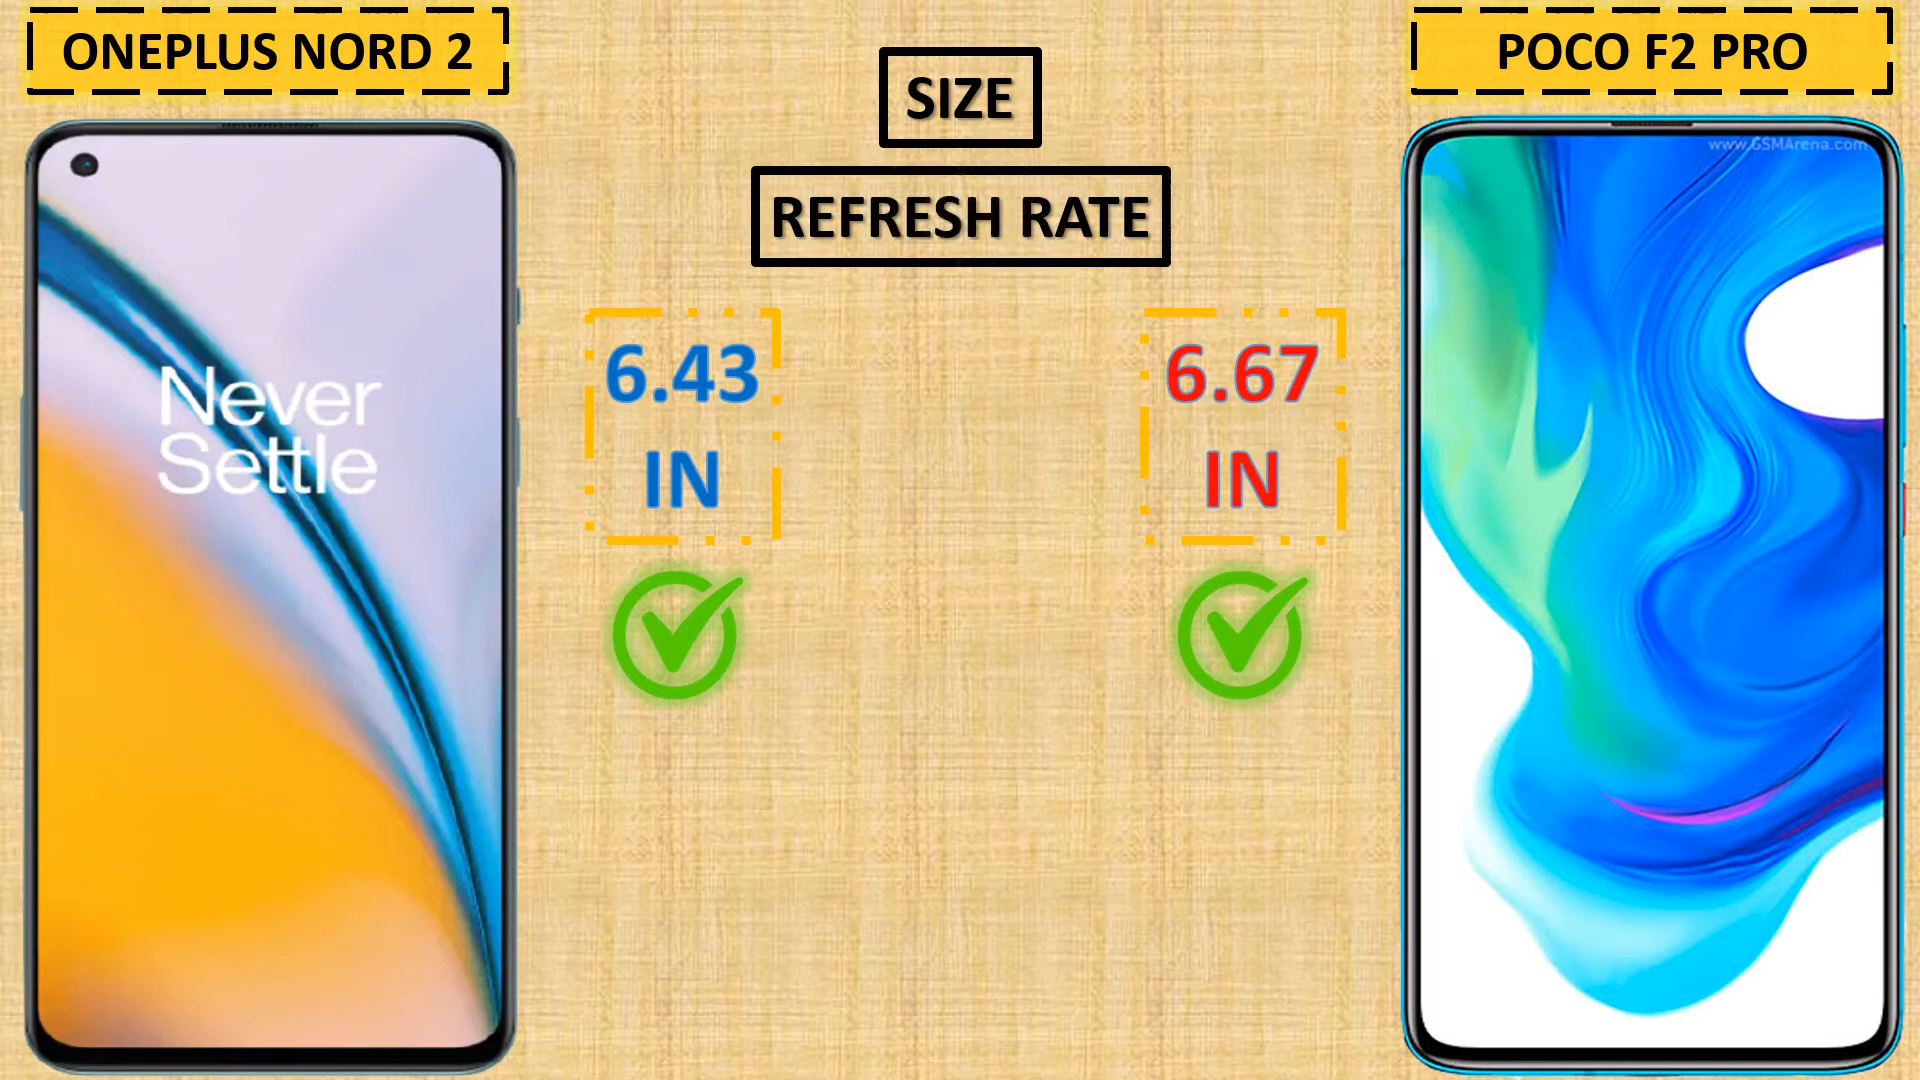 ONEPLUS NORD 2
SIZE
REFRESH RATE
POCO F2 PRO
www.GSMArena.com
Never
Settle
6.43
IN
6.67
IN